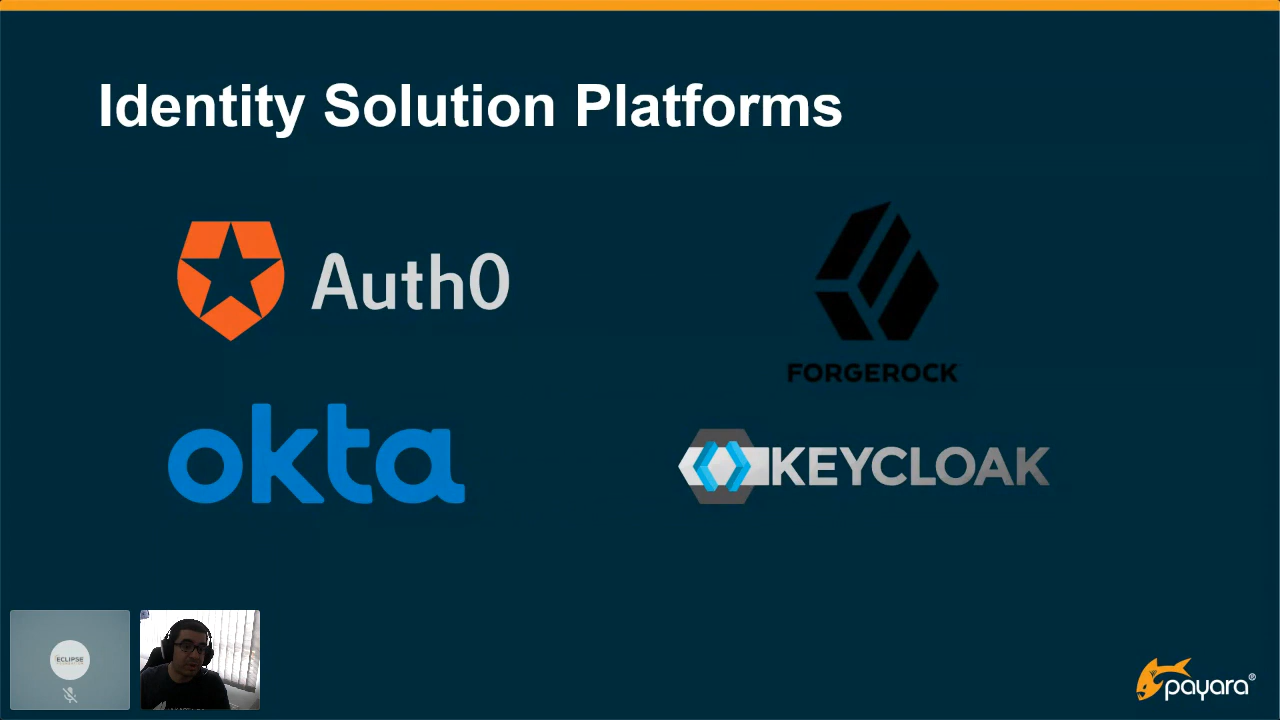 Identity Solution Platforms
Auth0
FORGEROCK
okta
KEYCLOAK
ECLIPSE
payara®